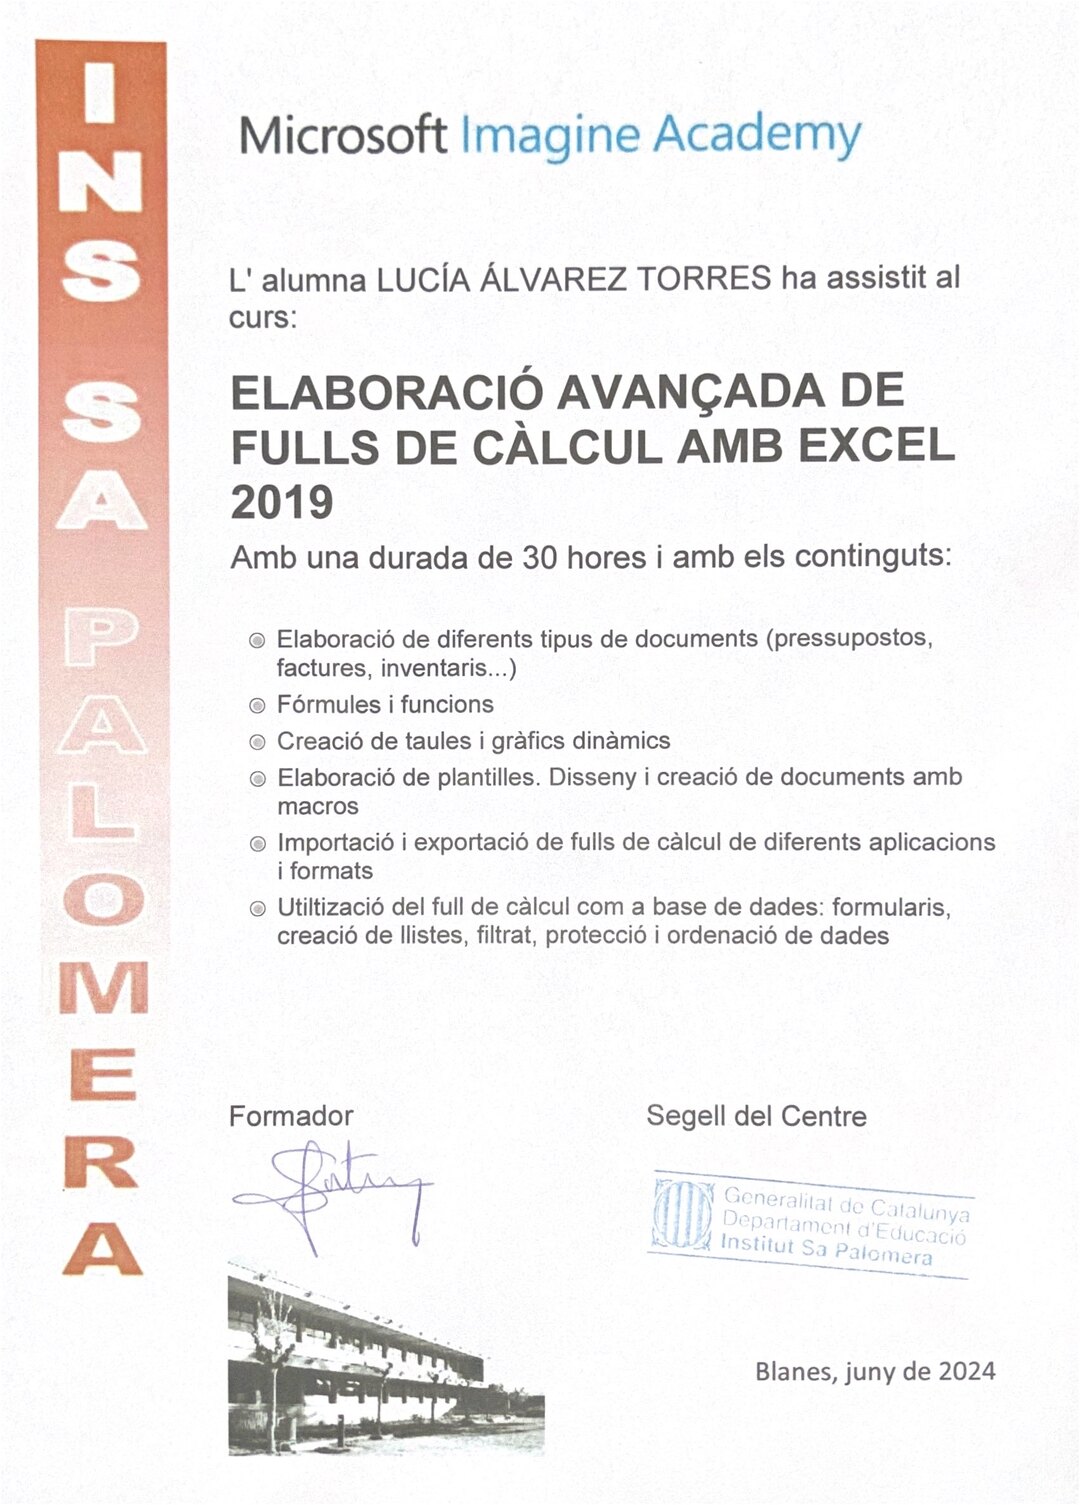 INS SA PALOMERA
Microsoft Imagine Academy
L' alumna LUCÍA ÁLVAREZ TORRES ha assistit al
curs:
ELABORACIÓ AVANÇADA DE
FULLS DE CÀLCUL AMB EXCEL
2019
Amb una durada de 30 hores i amb els continguts:
Elaboració de diferents tipus de documents (pressupostos,
factures, inventaris...)
Fórmules i funcions
Creació de taules i gràfics dinàmics
Elaboració de plantilles. Disseny i creació de documents amb
macros
Importació i exportació de fulls de càlcul de diferents aplicacions
i formats
Utiltizació del full de càlcul com a base de dades: formularis,
creació de llistes, filtrat, protecció i ordenació de dades
Formador
Segell del Centre
Generalitat de Catalunya
Departament d'Educació
Institut Sa Palomera
Blanes, juny de 2024